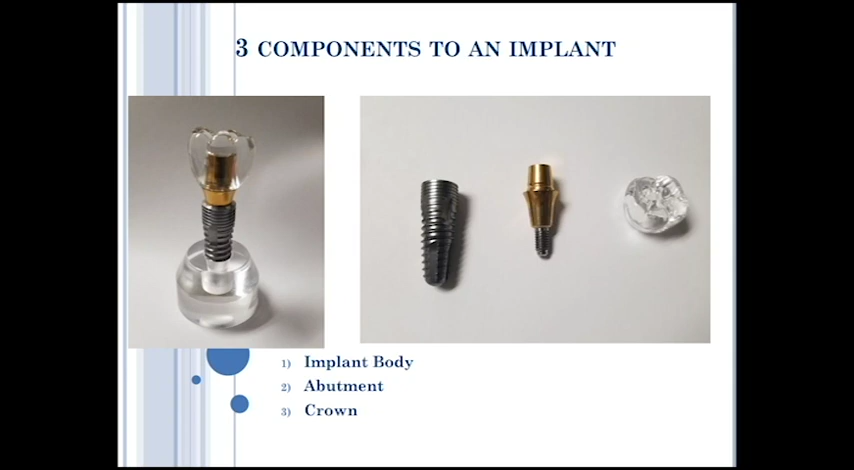 3 COMPONENTS TO AN IMPLANT
1) Implant Body
2) Abutment
3) Crown